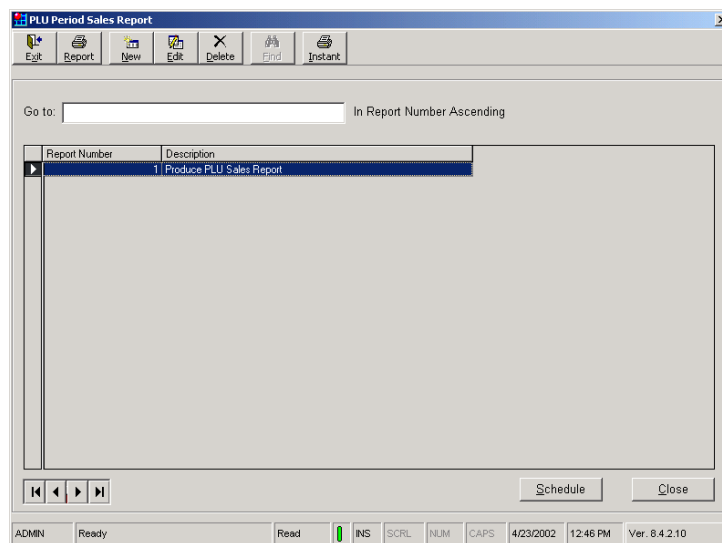 PLU Period Sales Report
Exit Report New Edit Delete Find Instant
Go to: In Report Number Ascending
Report Number Description
1 Produce PLU Sales Report
Schedule Close
ADMIN Ready Read INS SCRL NUM CAPS 4/23/2002 12:46 PM Ver. 8.4.2.10